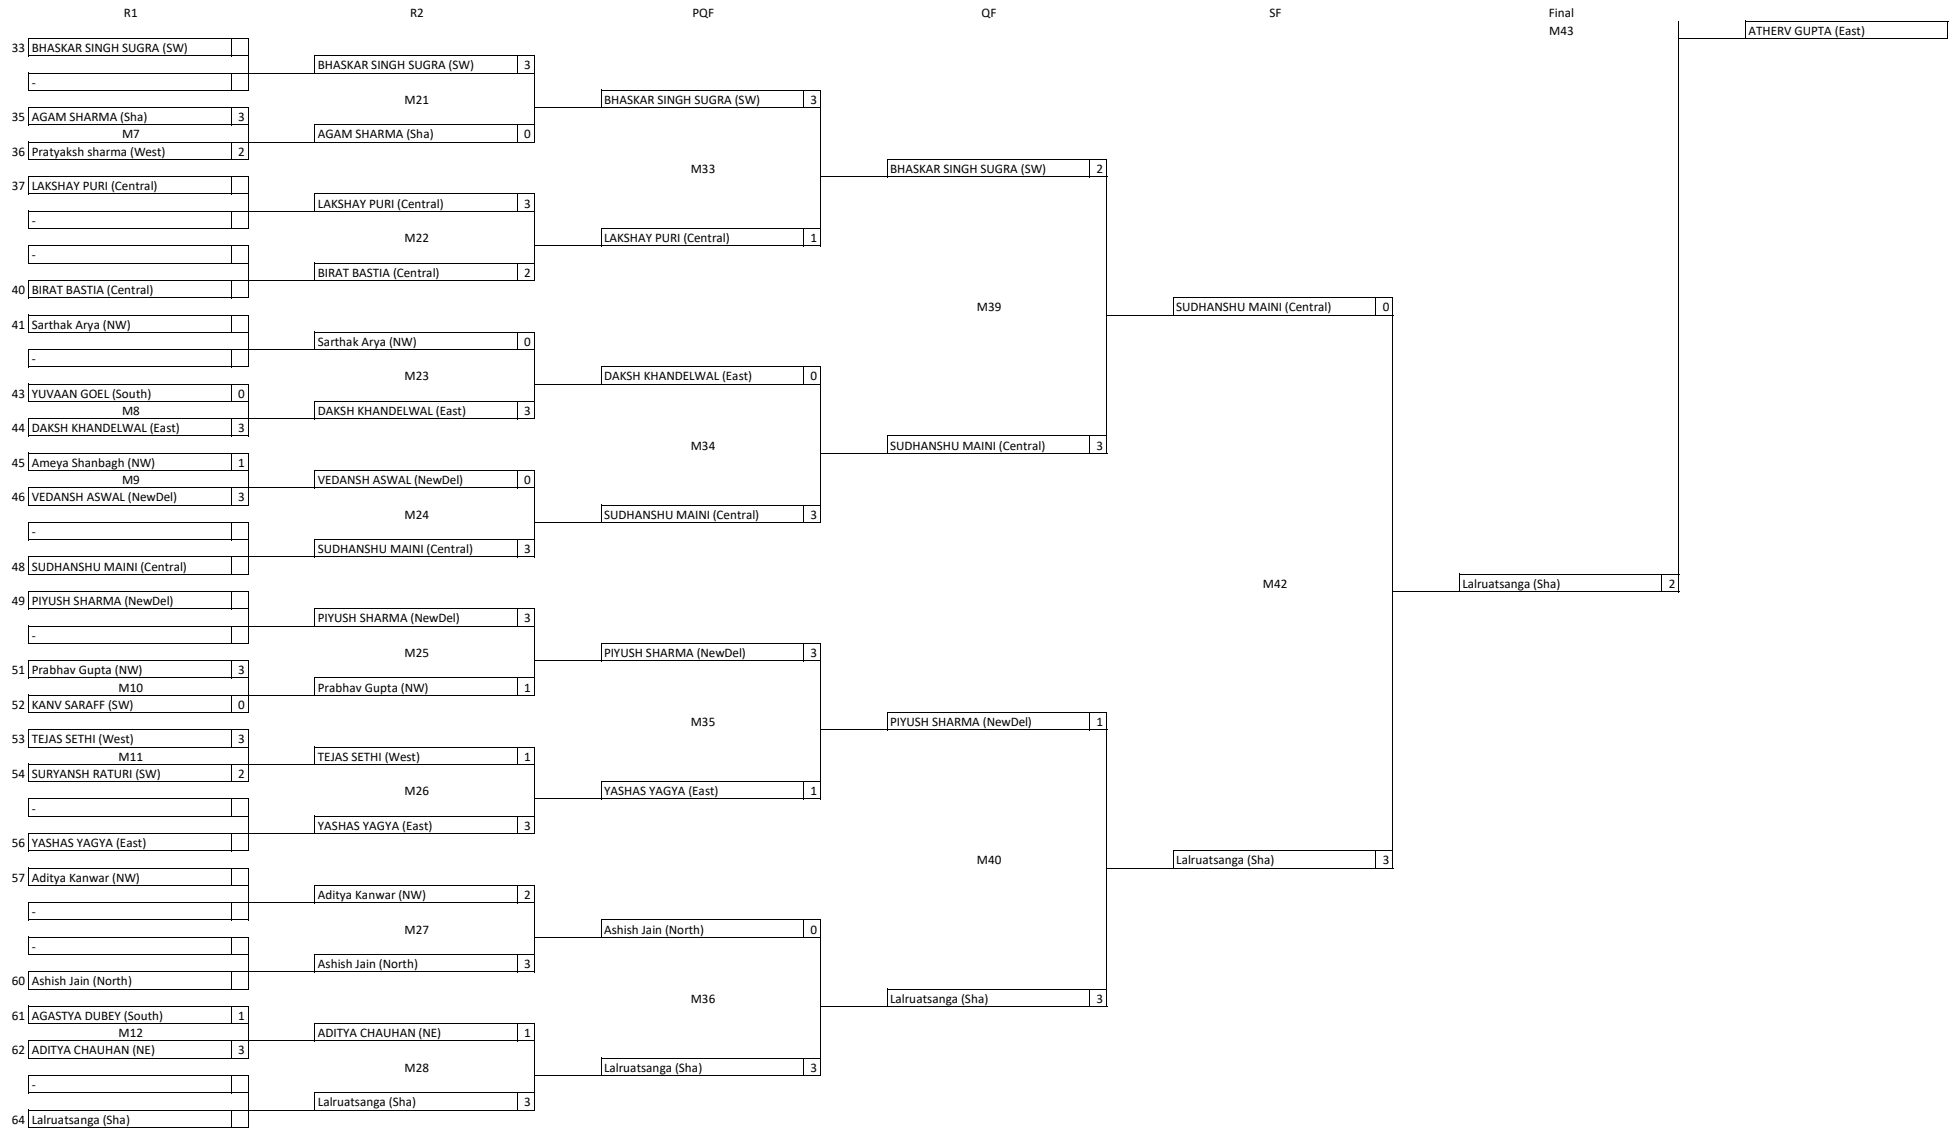 R1 R2 PQF QF SF Final
M43 ATHERV GUPTA (East)
33 BHASKAR SINGH SUGRA (SW)
BHASKAR SINGH SUGRA (SW) 3
-
M21 BHASKAR SINGH SUGRA (SW) 3
35 AGAM SHARMA (Sha) 3
M7 AGAM SHARMA (Sha) 0
36 Pratyaksh sharma (West) 2
M33 BHASKAR SINGH SUGRA (SW) 2
37 LAKSHAY PURI (Central)
LAKSHAY PURI (Central) 3
-
M22 LAKSHAY PURI (Central) 1
-
BIRAT BASTIA (Central) 2
40 BIRAT BASTIA (Central)
M39 SUDHANSHU MAINI (Central) 0
41 Sarthak Arya (NW)
Sarthak Arya (NW) 0
-
M23 DAKSH KHANDELWAL (East) 0
43 YUVAAN GOEL (South) 0
M8 DAKSH KHANDELWAL (East) 3
44 DAKSH KHANDELWAL (East) 3
M34 SUDHANSHU MAINI (Central) 3
45 Ameya Shanbagh (NW) 1
M9 VEDANSH ASWAL (NewDel) 0
46 VEDANSH ASWAL (NewDel) 3
M24 SUDHANSHU MAINI (Central) 3
-
SUDHANSHU MAINI (Central) 3
48 SUDHANSHU MAINI (Central)
M42 Lalruatsanga (Sha) 2
49 PIYUSH SHARMA (NewDel)
PIYUSH SHARMA (NewDel) 3
-
M25 PIYUSH SHARMA (NewDel) 3
51 Prabhav Gupta (NW) 3
M10 Prabhav Gupta (NW) 1
52 KANV SARAFF (SW) 0
M35 PIYUSH SHARMA (NewDel) 1
53 TEJAS SETHI (West) 3
M11 TEJAS SETHI (West) 1
54 SURYANSH RATURI (SW) 2
M26 YASHAS YAGYA (East) 1
-
YASHAS YAGYA (East) 3
56 YASHAS YAGYA (East)
M40 Lalruatsanga (Sha) 3
57 Aditya Kanwar (NW)
Aditya Kanwar (NW) 2
-
M27 Ashish Jain (North) 0
-
Ashish Jain (North) 3
60 Ashish Jain (North)
M36 Lalruatsanga (Sha) 3
61 AGASTYA DUBEY (South) 1
M12 ADITYA CHAUHAN (NE) 1
62 ADITYA CHAUHAN (NE) 3
M28 Lalruatsanga (Sha) 3
-
Lalruatsanga (Sha) 3
64 Lalruatsanga (Sha)